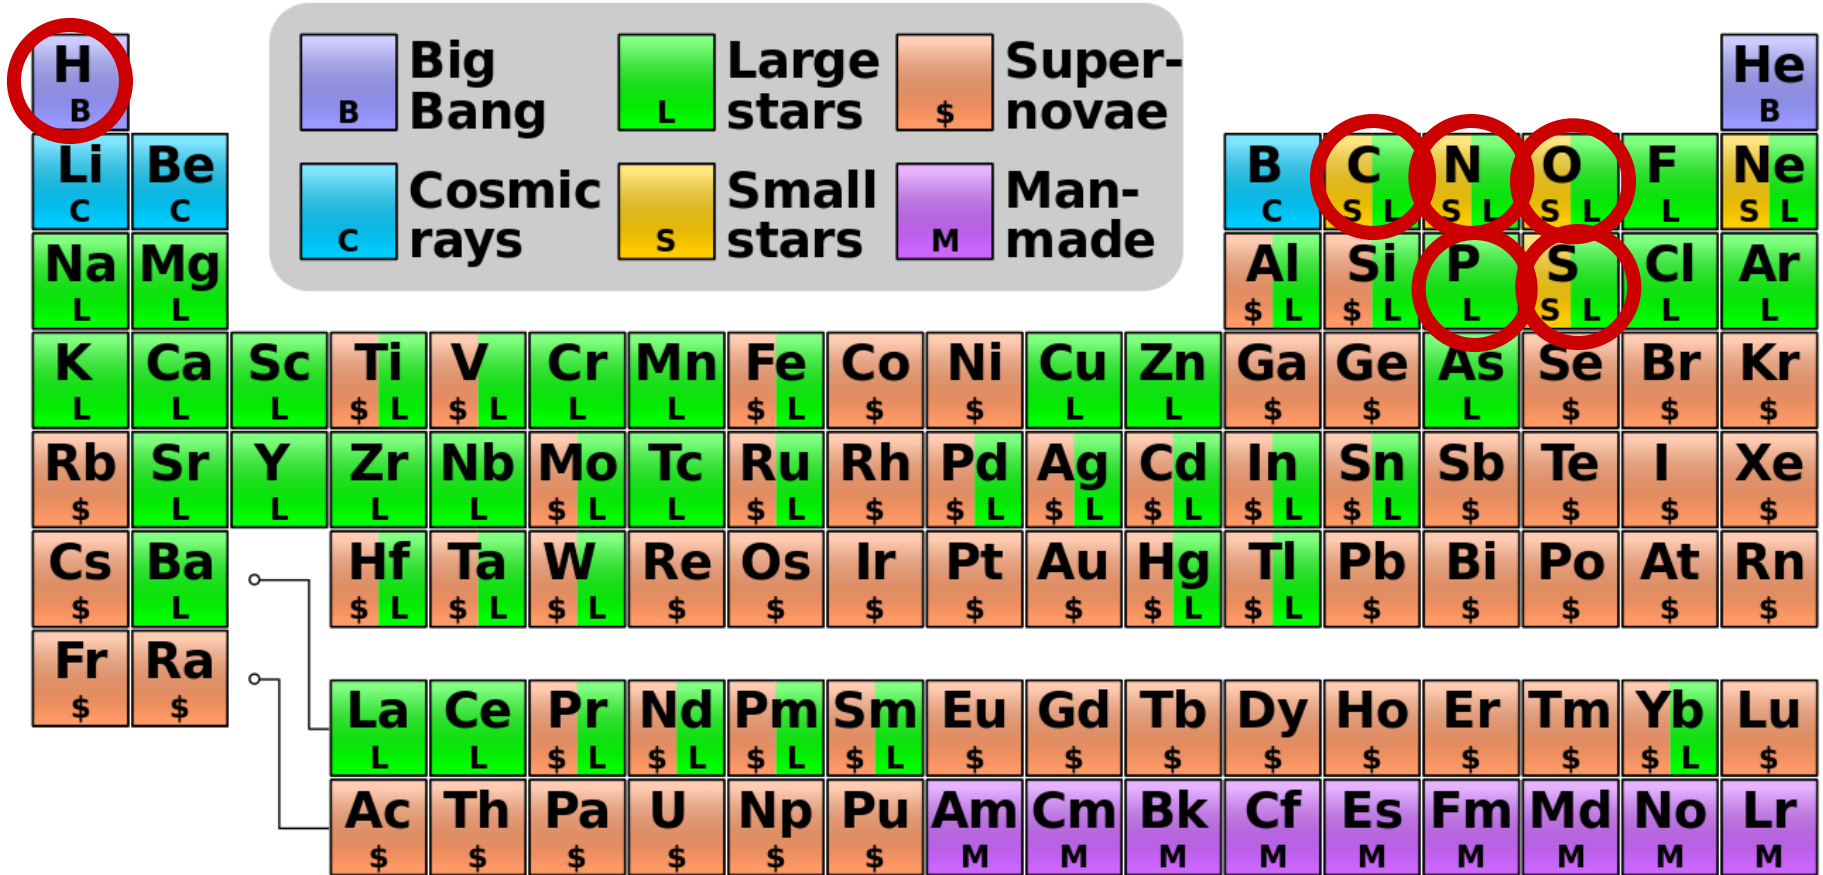 H
B
Big
Bang
B
Large
stars
L
Super-
novae
$
He
B
Li
C
Be
C
Cosmic
rays
C
Small
stars
S
Man-
made
M
B
C
C
S L
N
S L
O
S L
F
L
Ne
S L
Na
L
Mg
L
Al
$ L
Si
$ L
P
L
S
S L
Cl
L
Ar
L
K Ca Sc Ti V Cr Mn Fe Co Ni Cu Zn Ga Ge As Se Br Kr
L L L $ L $ L L L $ L $ $ L L $ $ L $ $ $
Rb Sr Y Zr Nb Mo Tc Ru Rh Pd Ag Cd In Sn Sb Te I Xe
$ L L L L $ L L $ L $ $ L $ L $ L $ L $ L $ $ $ $
Cs Ba Hf Ta W Re Os Ir Pt Au Hg Tl Pb Bi Po At Rn
$ L $ L $ L $ L $ $ $ $ $ $ L $ L $ $ $ $ $
Fr Ra
$ $
La Ce Pr Nd Pm Sm Eu Gd Tb Dy Ho Er Tm Yb Lu
L L $ L $ L $ L $ L $ $ $ $ $ $ $ $ L $
Ac Th Pa U Np Pu Am Cm Bk Cf Es Fm Md No Lr
$ $ $ $ $ $ M M M M M M M M M